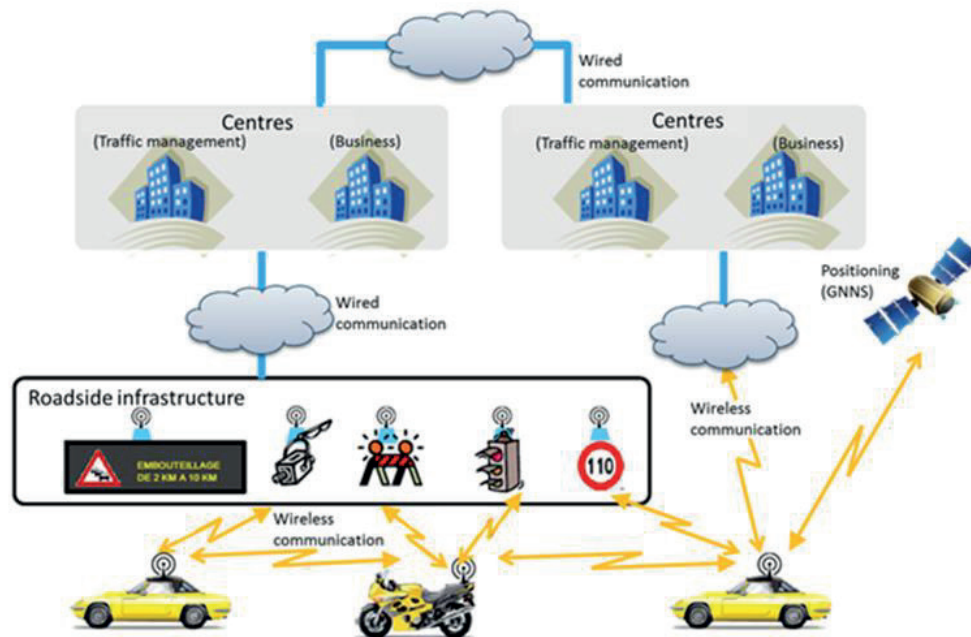 Wired
communication
Centres
(Traffic management)
(Business)
Centres
(Traffic management)
(Business)
Positioning
(GNNS)
Wired
communication
Roadside infrastructure
EMBOUTEILLAGE
DE 2 KM A 10 KM
110
Wireless
communication
Wireless
communication